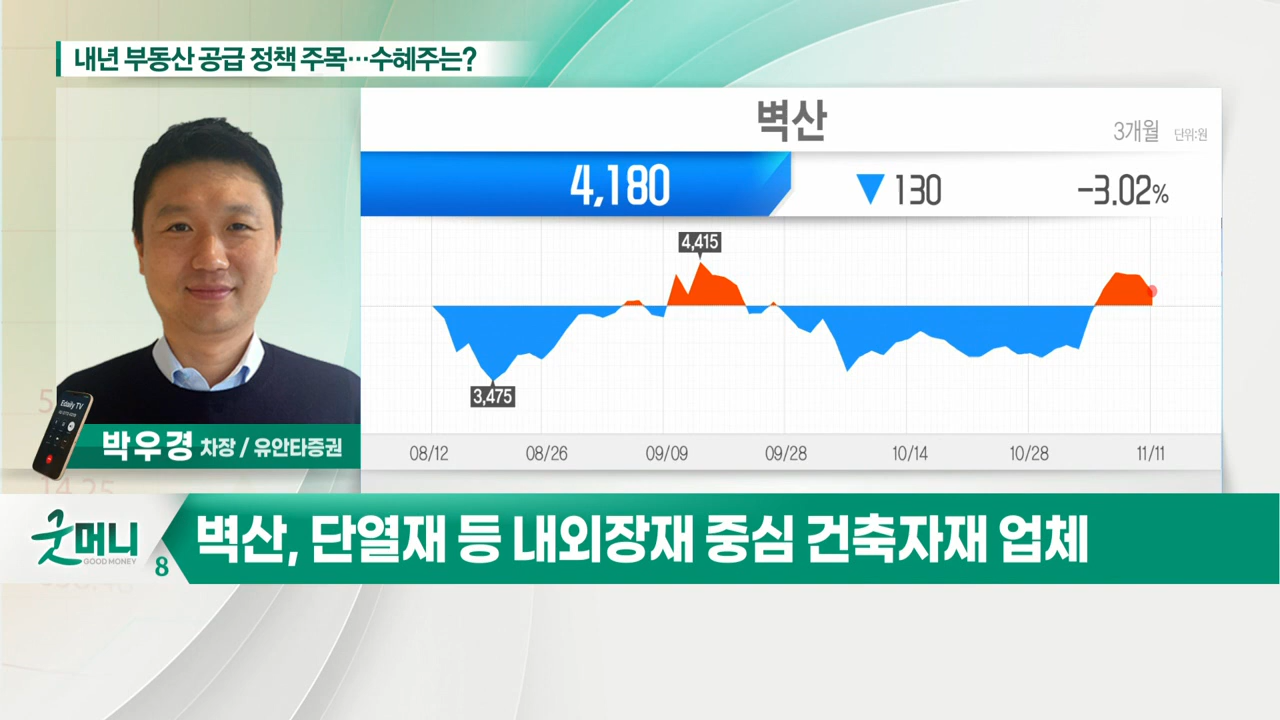 내년 부동산 공급 정책 주목…수혜주는?
벽산
3개월 단위:원
4,180 ▼ 130 -3.02%
4,415
3,475
08/12 08/26 09/09 09/28 10/14 10/28 11/11
Edaily TV
박우경 차장 / 유안타증권
14.25
굿머니
GOOD MONEY
8
벽산, 단열재 등 내외장재 중심 건축자재 업체